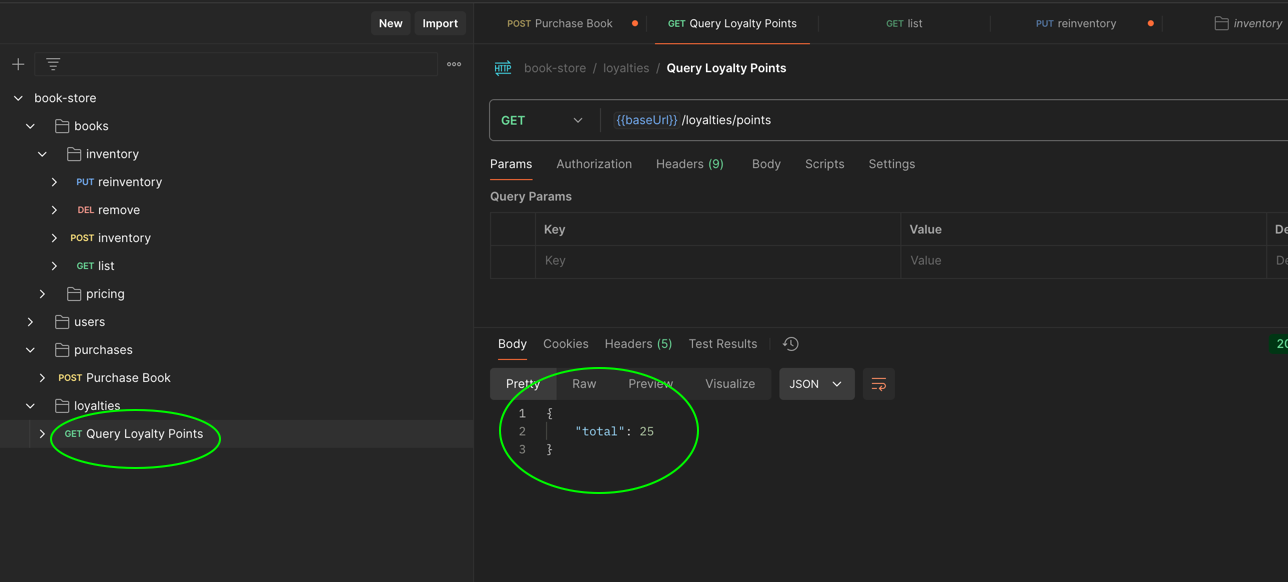 New Import
POST Purchase Book GET Query Loyalty Points GET list PUT reinventory inventory
HTTP book-store / loyalties / Query Loyalty Points
book-store
books
inventory
PUT reinventory
DEL remove
POST inventory
GET list
pricing
users
purchases
POST Purchase Book
loyalties
GET Query Loyalty Points
GET {{baseUrl}} /loyalties/points
Params Authorization Headers (9) Body Scripts Settings
Query Params
Key Value De
Key Value De
Body Cookies Headers (5) Test Results 20
Pretty Raw Preview Visualize JSON
1 {
2 "total": 25
3 }